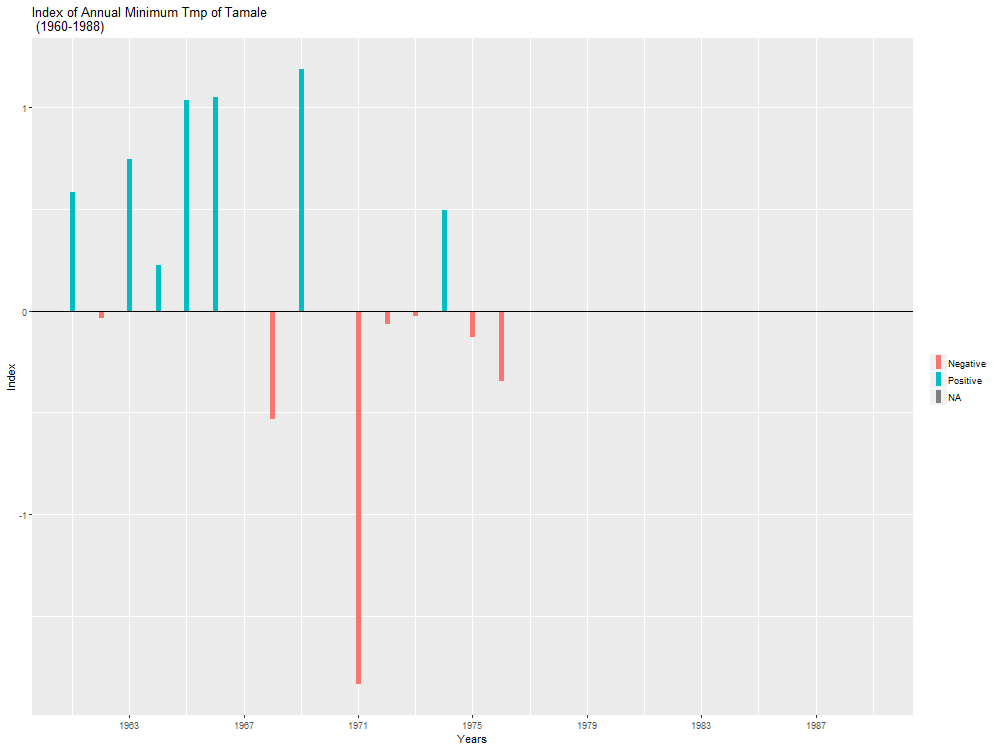 Index of Annual Minimum Tmp of Tamale
(1960-1988)
1
0
-1
Index
1963
1967
1971
1975
1979
1983
1987
Years
Negative
Positive
NA